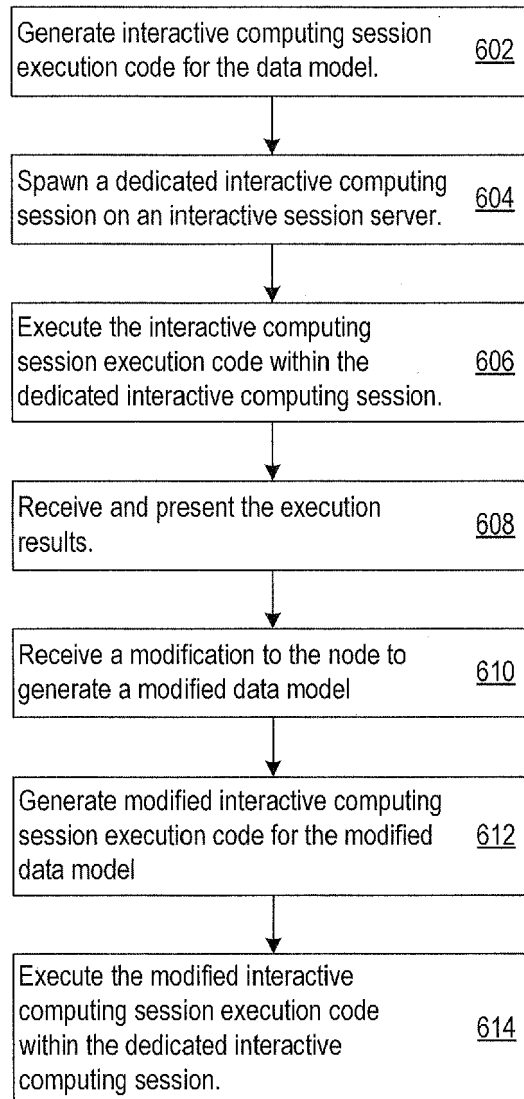 Generate interactive computing session
execution code for the data model.
602
Spawn a dedicated interactive computing
session on an interactive session server.
604
Execute the interactive computing
session execution code within the
dedicated interactive computing session.
606
Receive and present the execution
results.
608
Receive a modification to the node to
generate a modified data model
610
Generate modified interactive computing
session execution code for the modified
data model
612
Execute the modified interactive
computing session execution code
within the dedicated interactive
computing session.
614